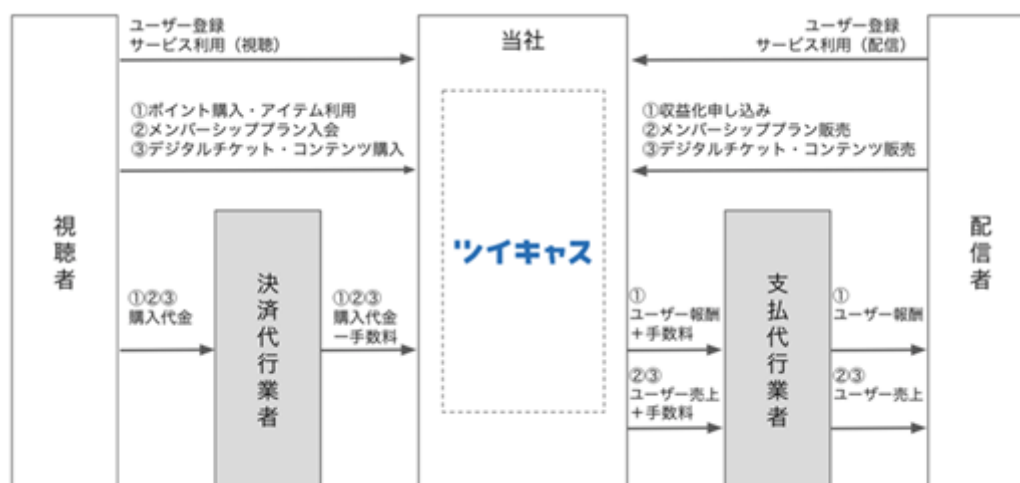 ユーザー登録
サービス利用（視聴）
当社
ユーザー登録
サービス利用（配信）
①ポイント購入・アイテム利用
②メンバーシッププラン入会
③デジタルチケット・コンテンツ購入
①収益化申し込み
②メンバーシッププラン販売
③デジタルチケット・コンテンツ販売
視聴者
ツイキャス
配信者
決済代行業者
支払代行業者
①②③
購入代金
①②③
購入代金
ー手数料
①
ユーザー報酬
＋手数料
①
ユーザー報酬
②③
ユーザー売上
＋手数料
②③
ユーザー売上